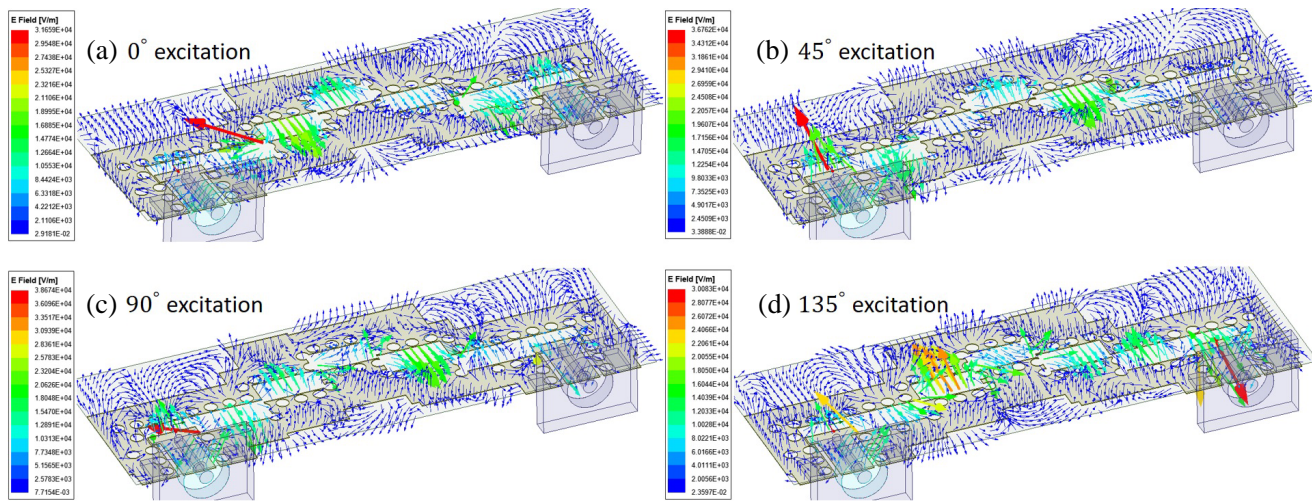 E Field [V/m]
3.1659E+04
2.9548E+04
2.7438E+04
2.5327E+04
2.3216E+04
2.1106E+04
1.8995E+04
1.6885E+04
1.4774E+04
1.2664E+04
1.0553E+04
8.4424E+03
6.3318E+03
4.2212E+03
2.1106E+03
2.9181E-02
(a) 0° excitation
E Field [V/m]
3.6762E+04
3.4312E+04
3.1861E+04
2.9410E+04
2.6959E+04
2.4508E+04
2.2057E+04
1.9607E+04
1.7156E+04
1.4705E+04
1.2254E+04
9.8033E+03
7.3525E+03
4.9017E+03
2.4509E+03
3.3888E-02
(b) 45° excitation
E Field [V/m]
3.8674E+04
3.6096E+04
3.3517E+04
3.0939E+04
2.8361E+04
2.5783E+04
2.3204E+04
2.0626E+04
1.8048E+04
1.5470E+04
1.2891E+04
1.0313E+04
7.7348E+03
5.1565E+03
2.5783E+03
7.7154E-03
(c) 90° excitation
E Field [V/m]
3.0083E+04
2.8077E+04
2.6072E+04
2.4066E+04
2.2061E+04
2.0055E+04
1.8050E+04
1.6044E+04
1.4039E+04
1.2033E+04
1.0028E+04
8.0221E+03
6.0166E+03
4.0111E+03
2.0056E+03
2.3597E-02
(d) 135° excitation